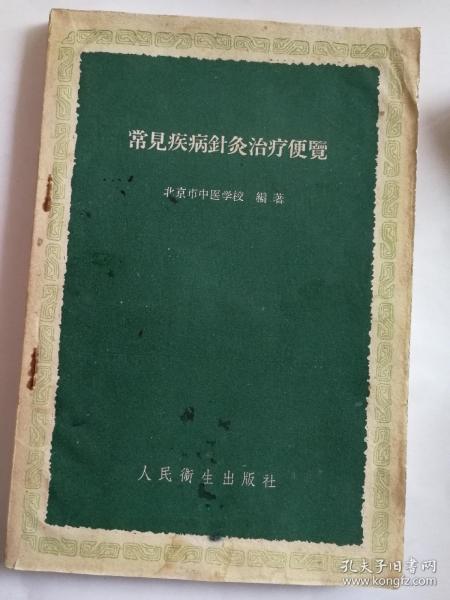 常見疾病針灸治疗便覽
北京市中医学校 編著
人民衛生出版社
孔夫子旧书网
www.kongfz.com